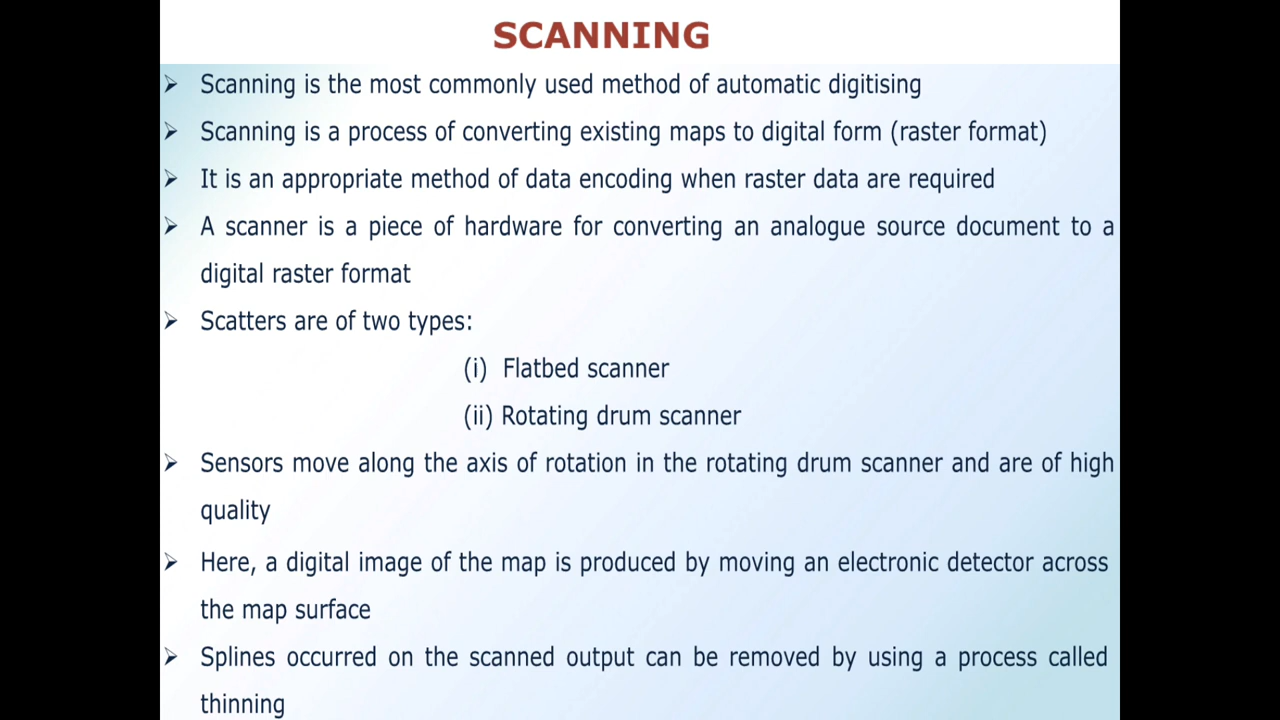 SCANNING
➢ Scanning is the most commonly used method of automatic digitising
➢ Scanning is a process of converting existing maps to digital form (raster format)
➢ It is an appropriate method of data encoding when raster data are required
➢ A scanner is a piece of hardware for converting an analogue source document to a
digital raster format
➢ Scatters are of two types:
(i) Flatbed scanner
(ii) Rotating drum scanner
➢ Sensors move along the axis of rotation in the rotating drum scanner and are of high
quality
➢ Here, a digital image of the map is produced by moving an electronic detector across
the map surface
➢ Splines occurred on the scanned output can be removed by using a process called
thinning